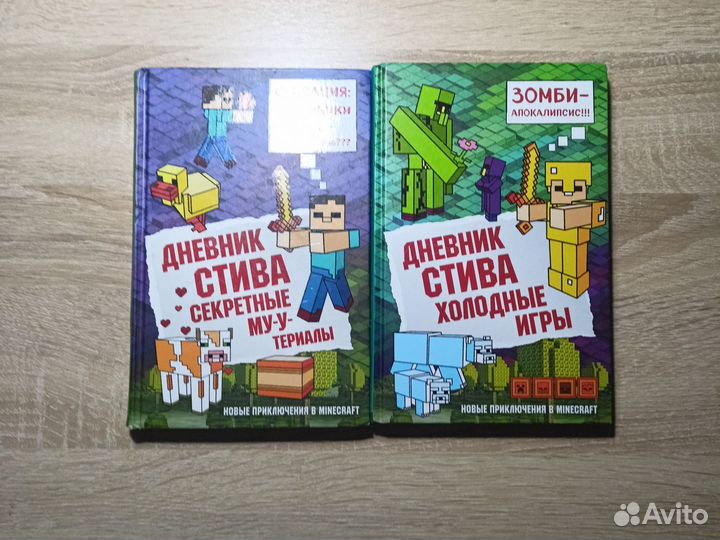 ДНЕВНИК
СТИВА
СЕКРЕТНЫЕ
МУ-У-
ТЕРИАЛЫ
НОВЫЕ ПРИКЛЮЧЕНИЯ В MINECRAFT
ЗОМБИ-
АПОКАЛИПСИС!!!
ДНЕВНИК
СТИВА
ХОЛОДНЫЕ
ИГРЫ
НОВЫЕ ПРИКЛЮЧЕНИЯ В MINECRAFT
Avito